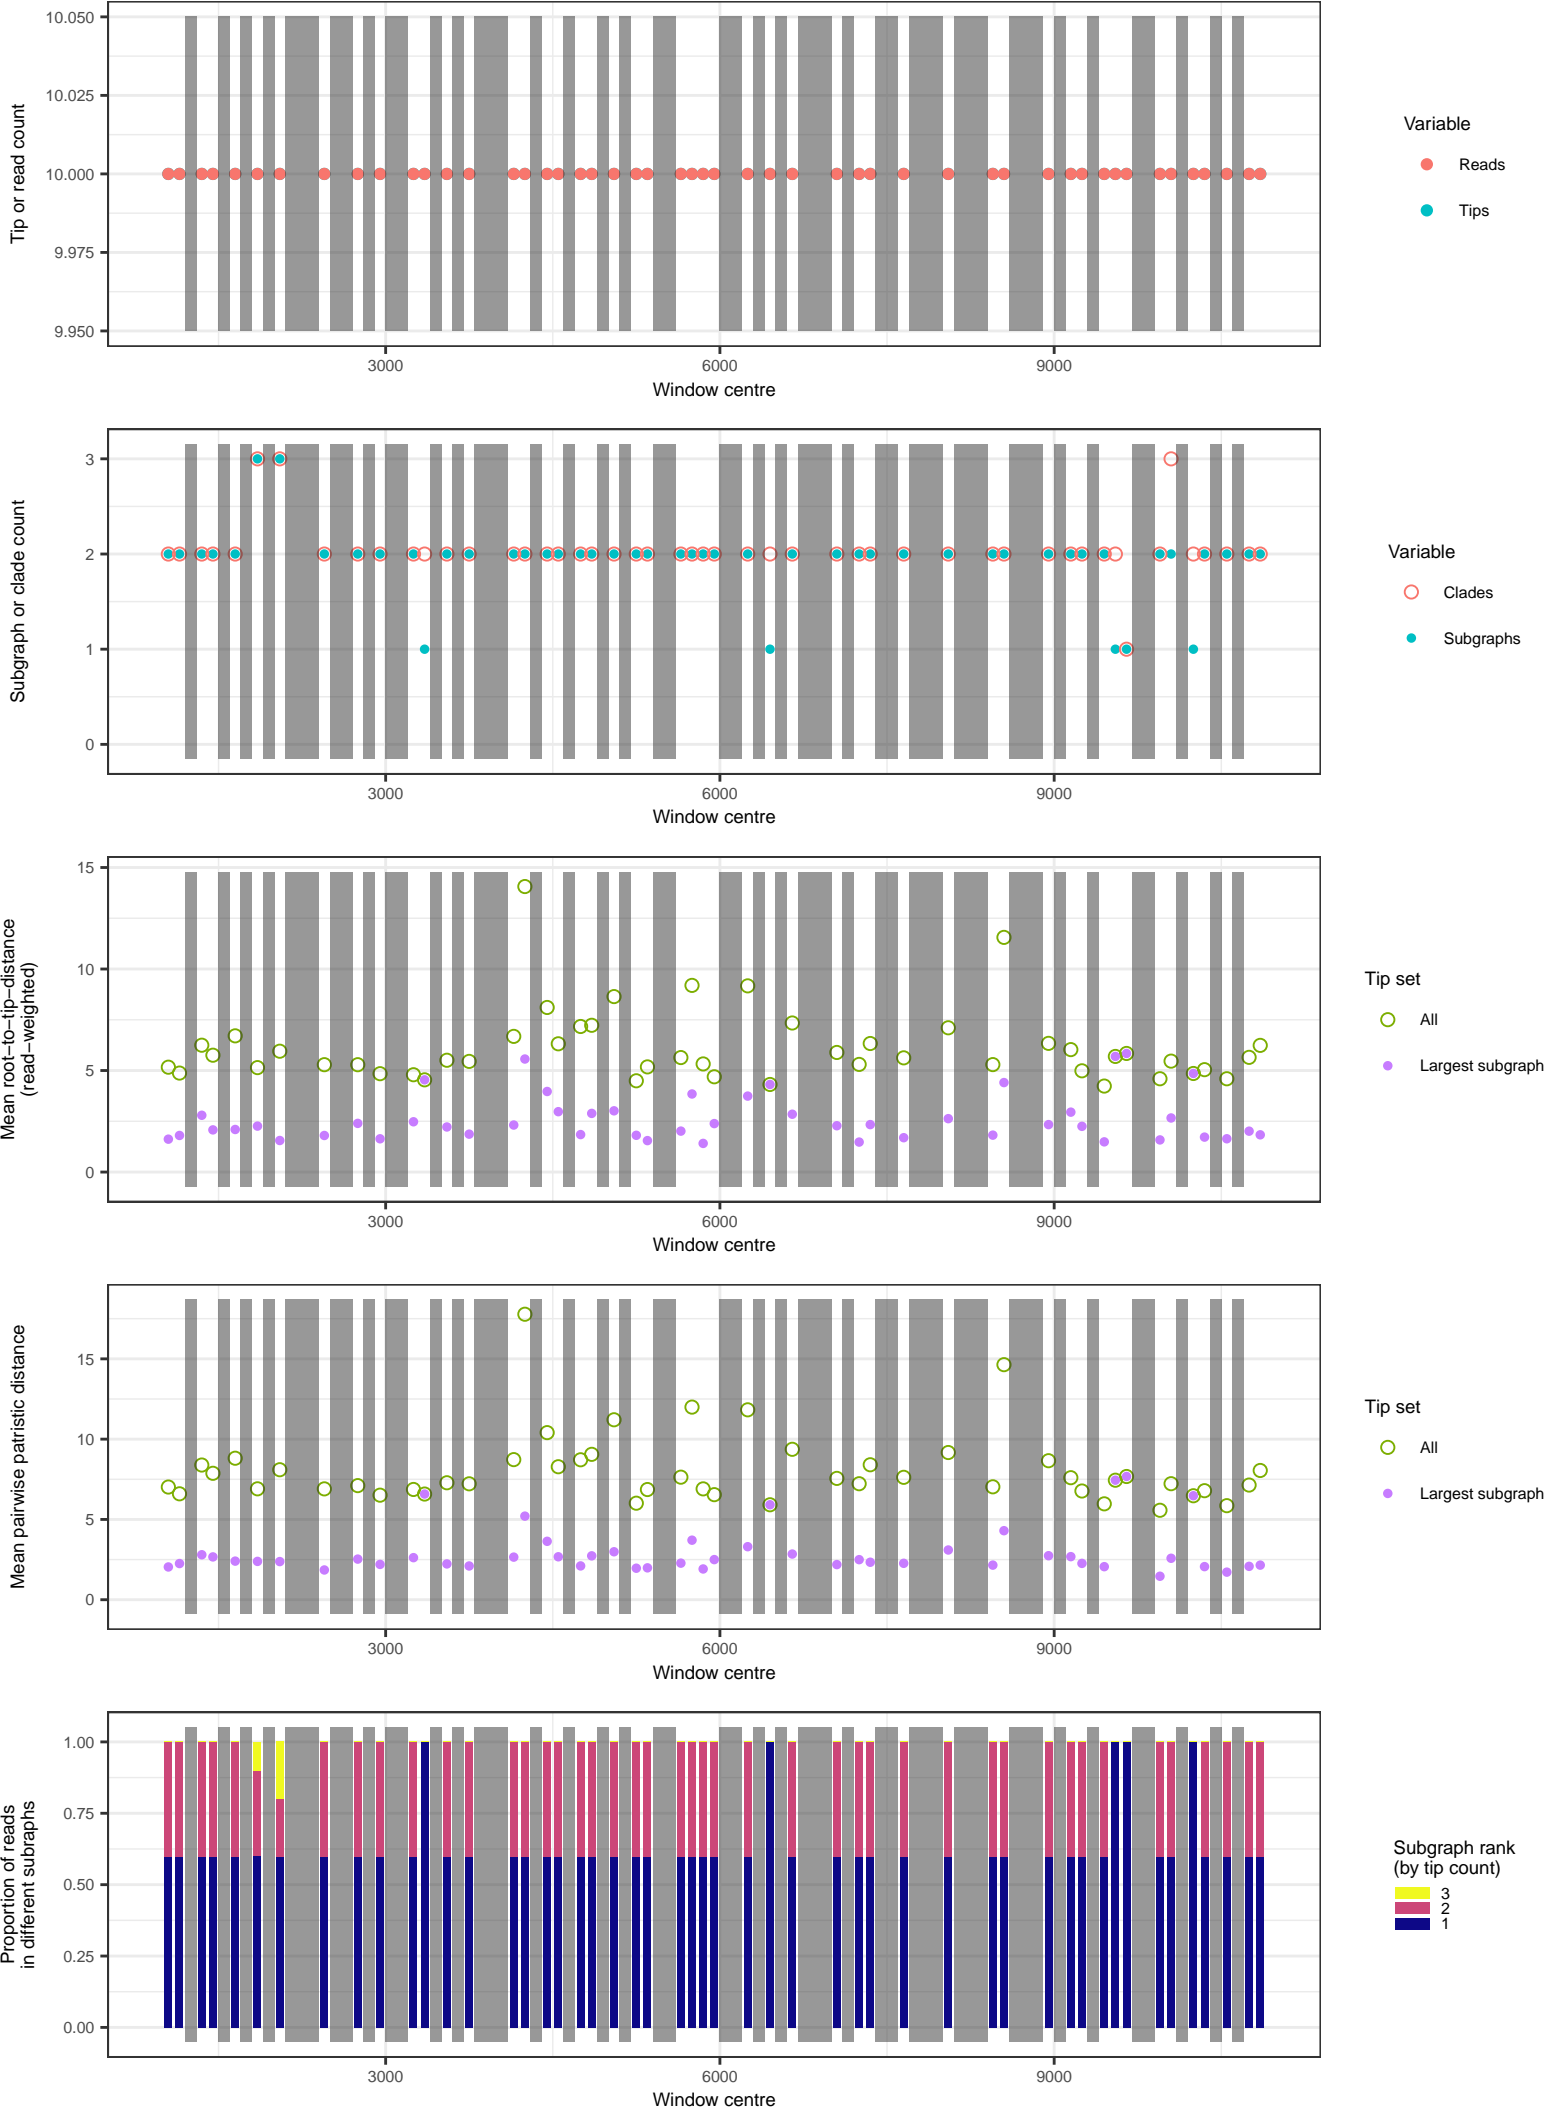 10.050
10.025
10.000
9.975
9.950
Tip or read count
3000
6000
9000
Window centre
Variable
Reads
Tips
3
2
1
0
Subgraph or clade count
3000
6000
9000
Window centre
Variable
Clades
Subgraphs
15
10
5
0
Mean root−to−tip−distance
(read−weighted)
3000
6000
9000
Window centre
Tip set
All
Largest subgraph
15
10
5
0
Mean pairwise patristic distance
3000
6000
9000
Window centre
Tip set
All
Largest subgraph
1.00
0.75
0.50
0.25
0.00
Proportion of reads
in different subraphs
3000
6000
9000
Window centre
Subgraph rank
(by tip count)
3
2
1